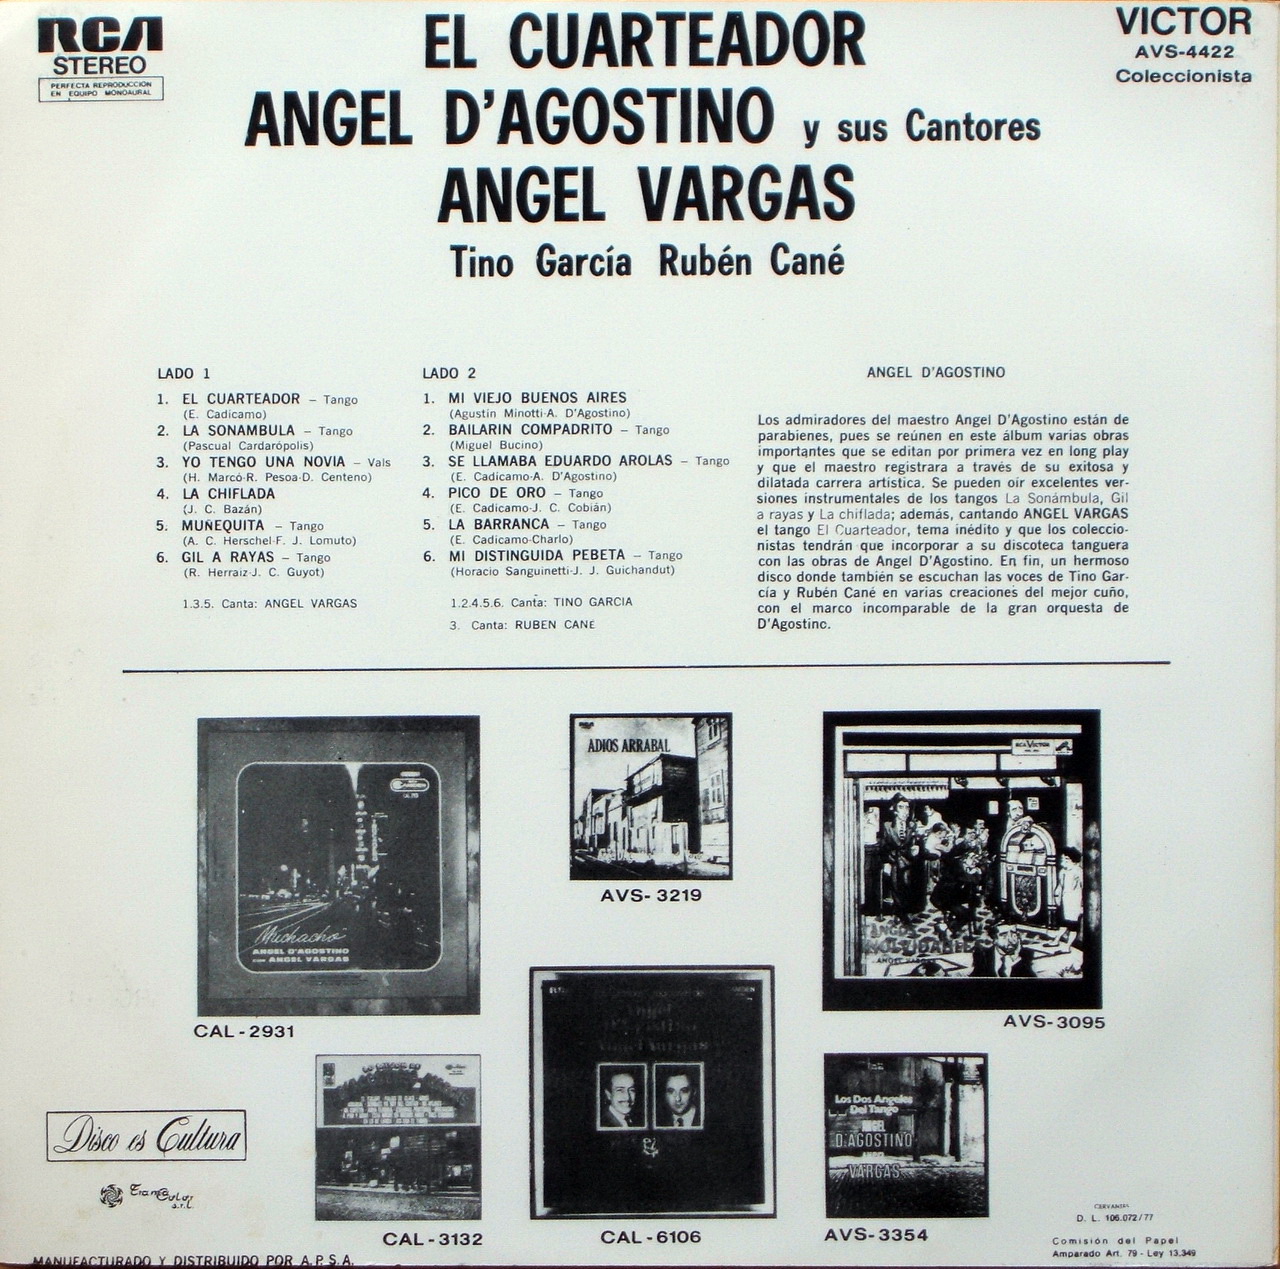 RCA
STEREO
PERFECTA REPRODUCCION
EN EQUIPO MONOAURAL
VICTOR
AVS-4422
Coleccionista
EL CUARTEADOR
ANGEL D'AGOSTINO y sus Cantores
ANGEL VARGAS
Tino García Rubén Cané
LADO 1
1. EL CUARTEADOR – Tango
(E. Cadicamo)
2. LA SONAMBULA – Tango
(Pascual Cardarópolis)
3. YO TENGO UNA NOVIA – Vals
(H. Marcó-R. Pesoa-D. Centeno)
4. LA CHIFLADA
(J. C. Bazán)
5. MUÑEQUITA – Tango
(A. C. Herschel-F. J. Lomuto)
6. GIL A RAYAS – Tango
(R. Herraiz-J. C. Guyot)
1.3.5. Canta: ANGEL VARGAS
LADO 2
1. MI VIEJO BUENOS AIRES
(Agustin Minotti-A. D'Agostino)
2. BAILARIN COMPADRITO – Tango
(Miguel Bucino)
3. SE LLAMABA EDUARDO AROLAS – Tango
(E. Cadicamo-A. D'Agostino)
4. PICO DE ORO – Tango
(E. Cadicamo-J. C. Cobián)
5. LA BARRANCA – Tango
(E. Cadicamo-Charlo)
6. MI DISTINGUIDA PEBETA – Tango
(Horacio Sanguinetti-J. J. Guichandut)
1.2.4.5.6. Canta: TINO GARCIA
3. Canta: RUBEN CANE
ANGEL D'AGOSTINO
Los admiradores del maestro Angel D'Agostino están de
parabienes, pues se reúnen en este álbum varias obras
importantes que se editan por primera vez en long play
y que el maestro registrara a través de su exitosa y
dilatada carrera artística. Se pueden oír excelentes ver-
siones instrumentales de los tangos La Sonámbula, Gil
a rayas y La chiflada; además, cantando ANGEL VARGAS
el tango El Cuarteador, tema inédito y que los coleccio-
nistas tendrán que incorporar a su discoteca tanguera
con las obras de Angel D'Agostino. En fin, un hermoso
disco donde también se escuchan las voces de Tino Gar-
cía y Rubén Cané en varias creaciones del mejor cuño,
con el marco incomparable de la gran orquesta de
D'Agostino.
Muchacho
ANGEL D'AGOSTINO
con ANGEL VARGAS
CAL-2931
ADIOS ARRABAL
AVS-3219
RCA VICTOR
TANGOS
INOLVIDABLES
ANGEL VARGAS
AVS-3095
CAL-3132
Angel Vargas
CAL-6106
Los Dos Angeles
Del Tango
ANGEL
D'AGOSTINO
ANGEL
VARGAS
AVS-3354
Disco es Cultura
s.r.l.
MANUFACTURADO Y DISTRIBUIDO POR A.P.S.A.
CERVANTES
D. L. 106.072/77
Comisión del Papel
Amparado Art. 79 - Ley 13.349